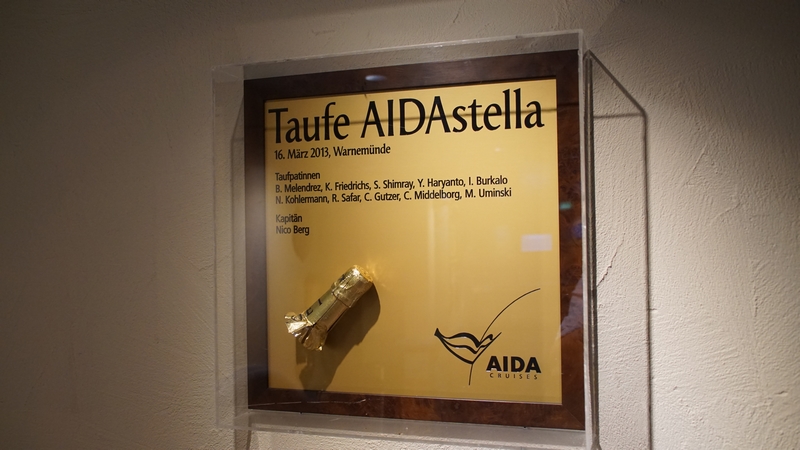 Taufe AIDAstella
16. März 2013, Warnemünde
Taufpatinnen
B. Melendrez, K. Friedrichs, S. Shimray, Y. Haryanto, I. Burkalo
N. Kohlermann, R. Safar, C. Gutzer, C. Middelborg, M. Uminski
Kapitän
Nico Berg
AIDA
CRUISES